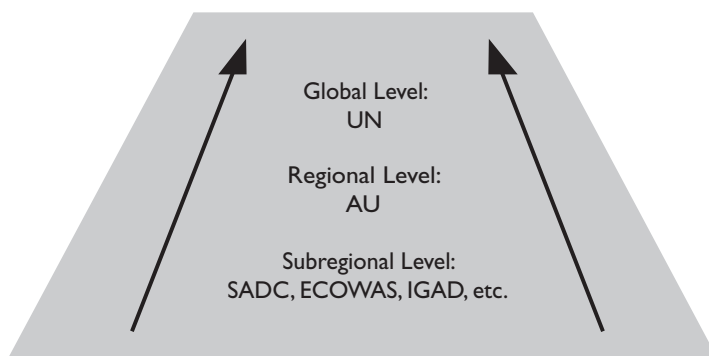 Global Level:
UN
Regional Level:
AU
Subregional Level:
SADC, ECOWAS, IGAD, etc.